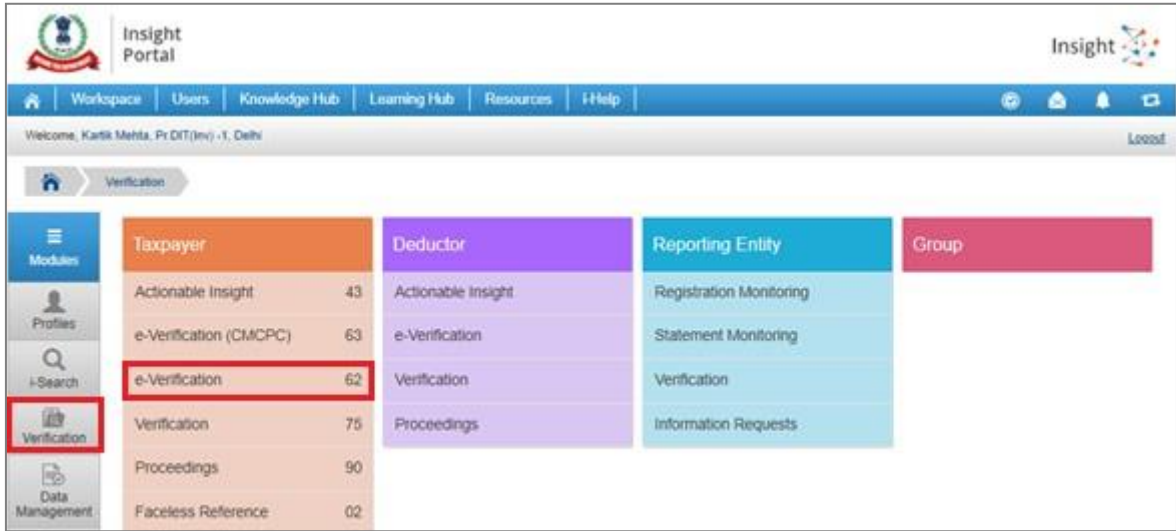 Insight
Portal
Insight
Workspace Users Knowledge Hub Learning Hub Resources I-Help
Welcome, Kartik Mehta, Pr.DIT(Inv) -1, Delhi Logout
Verification
Modules
Profiles
i-Search
Verification
Data
Management
Taxpayer
Actionable Insight 43
e-Verification (CMCPC) 63
e-Verification 62
Verification 75
Proceedings 90
Faceless Reference 02
Deductor
Actionable Insight
e-Verification
Verification
Proceedings
Reporting Entity
Registration Monitoring
Statement Monitoring
Verification
Information Requests
Group